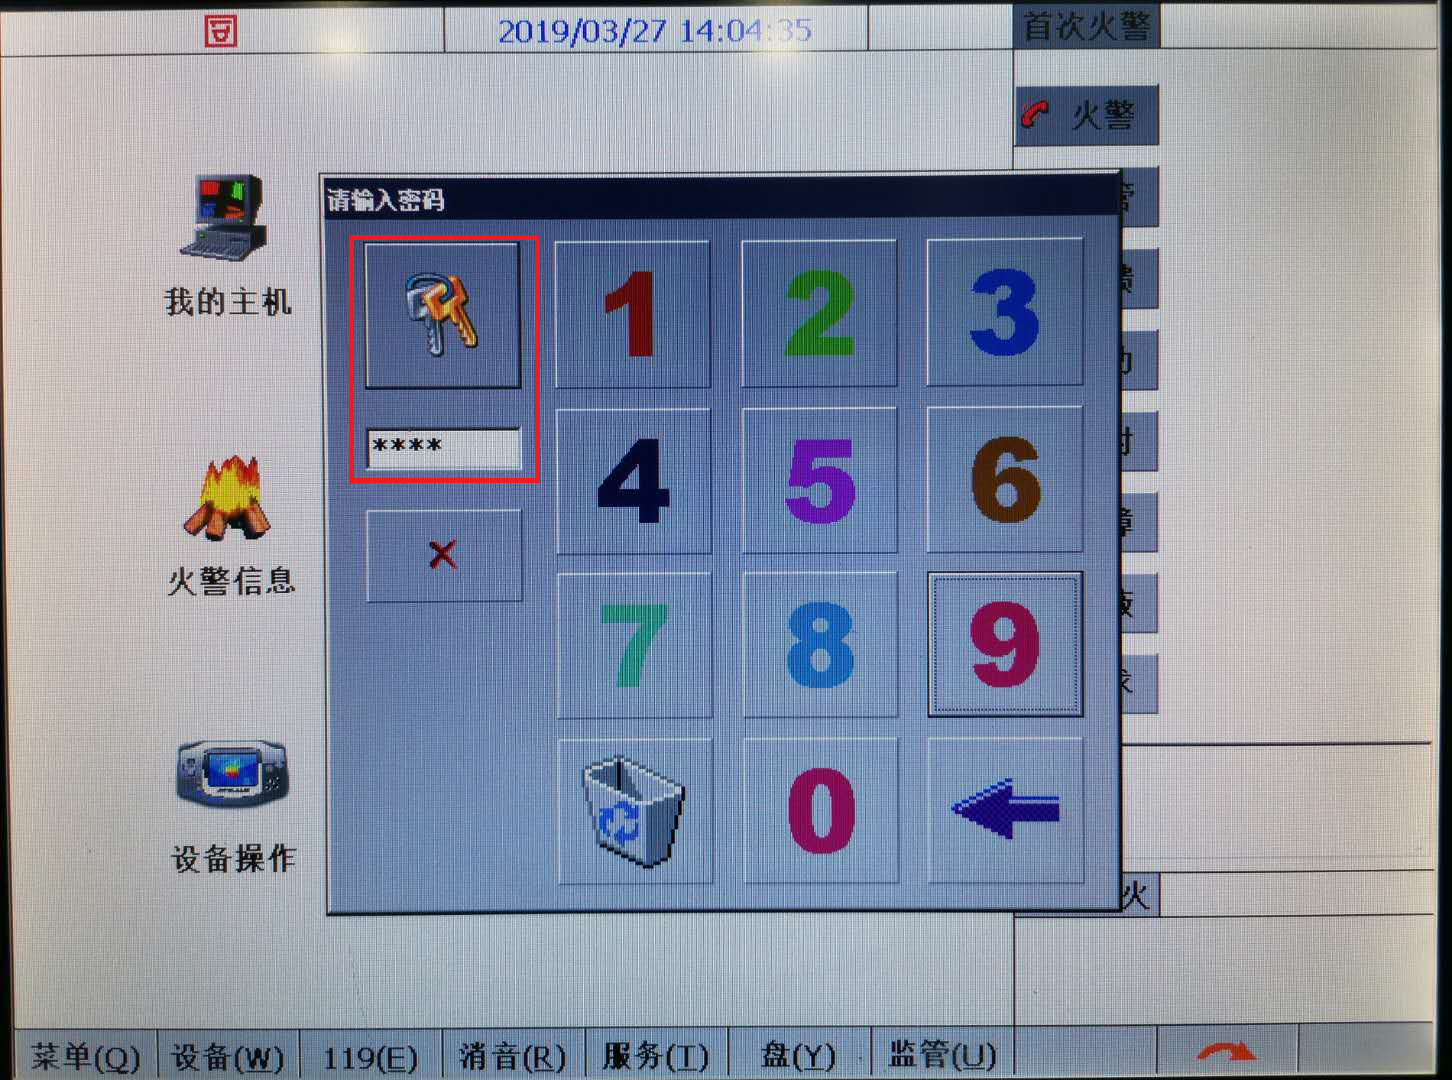 2019/03/27 14:04:35
首次火警
火警
请输入密码
我的主机
1
2
3
****
4
5
6
火警信息
7
8
9
设备操作
0
火
菜单(Q)
设备(W)
119(E)
消音(R)
服务(T)
盘(Y)
监管(U)